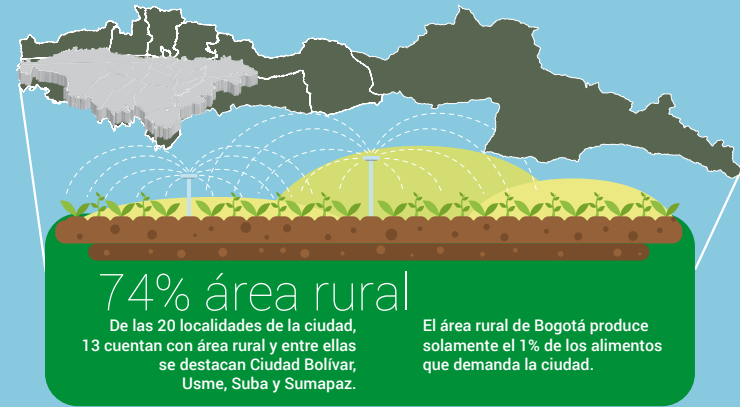 74% área rural
De las 20 localidades de la ciudad,
13 cuentan con área rural y entre ellas
se destacan Ciudad Bolívar,
Usme, Suba y Sumapaz.
El área rural de Bogotá produce
solamente el 1% de los alimentos
que demanda la ciudad.